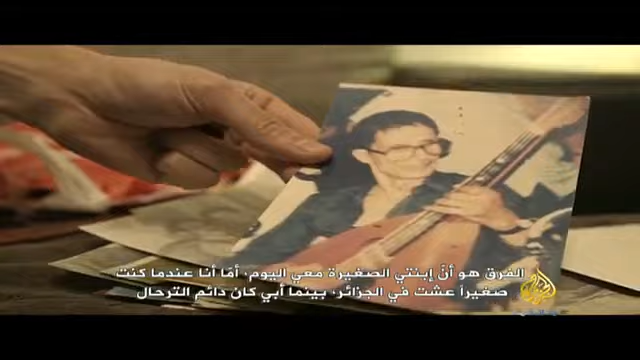 الفرق هو أنّ إبنتي الصغيرة معي اليوم، أمّا أنا عندما كنت
صغيراً عشت في الجزائر، بينما أبي كان دائم الترحال